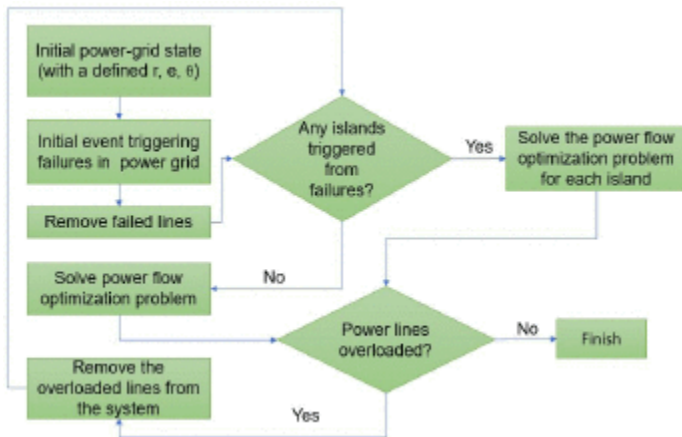 Initial power-grid state
(with a defined r, e, θ)
Initial event triggering
failures in power grid
Remove failed lines
Any islands
triggered
from
failures?
Yes
Solve the power flow
optimization problem
for each island
No
Solve power flow
optimization problem
Power lines
overloaded?
No
Finish
Yes
Remove the
overloaded lines from
the system